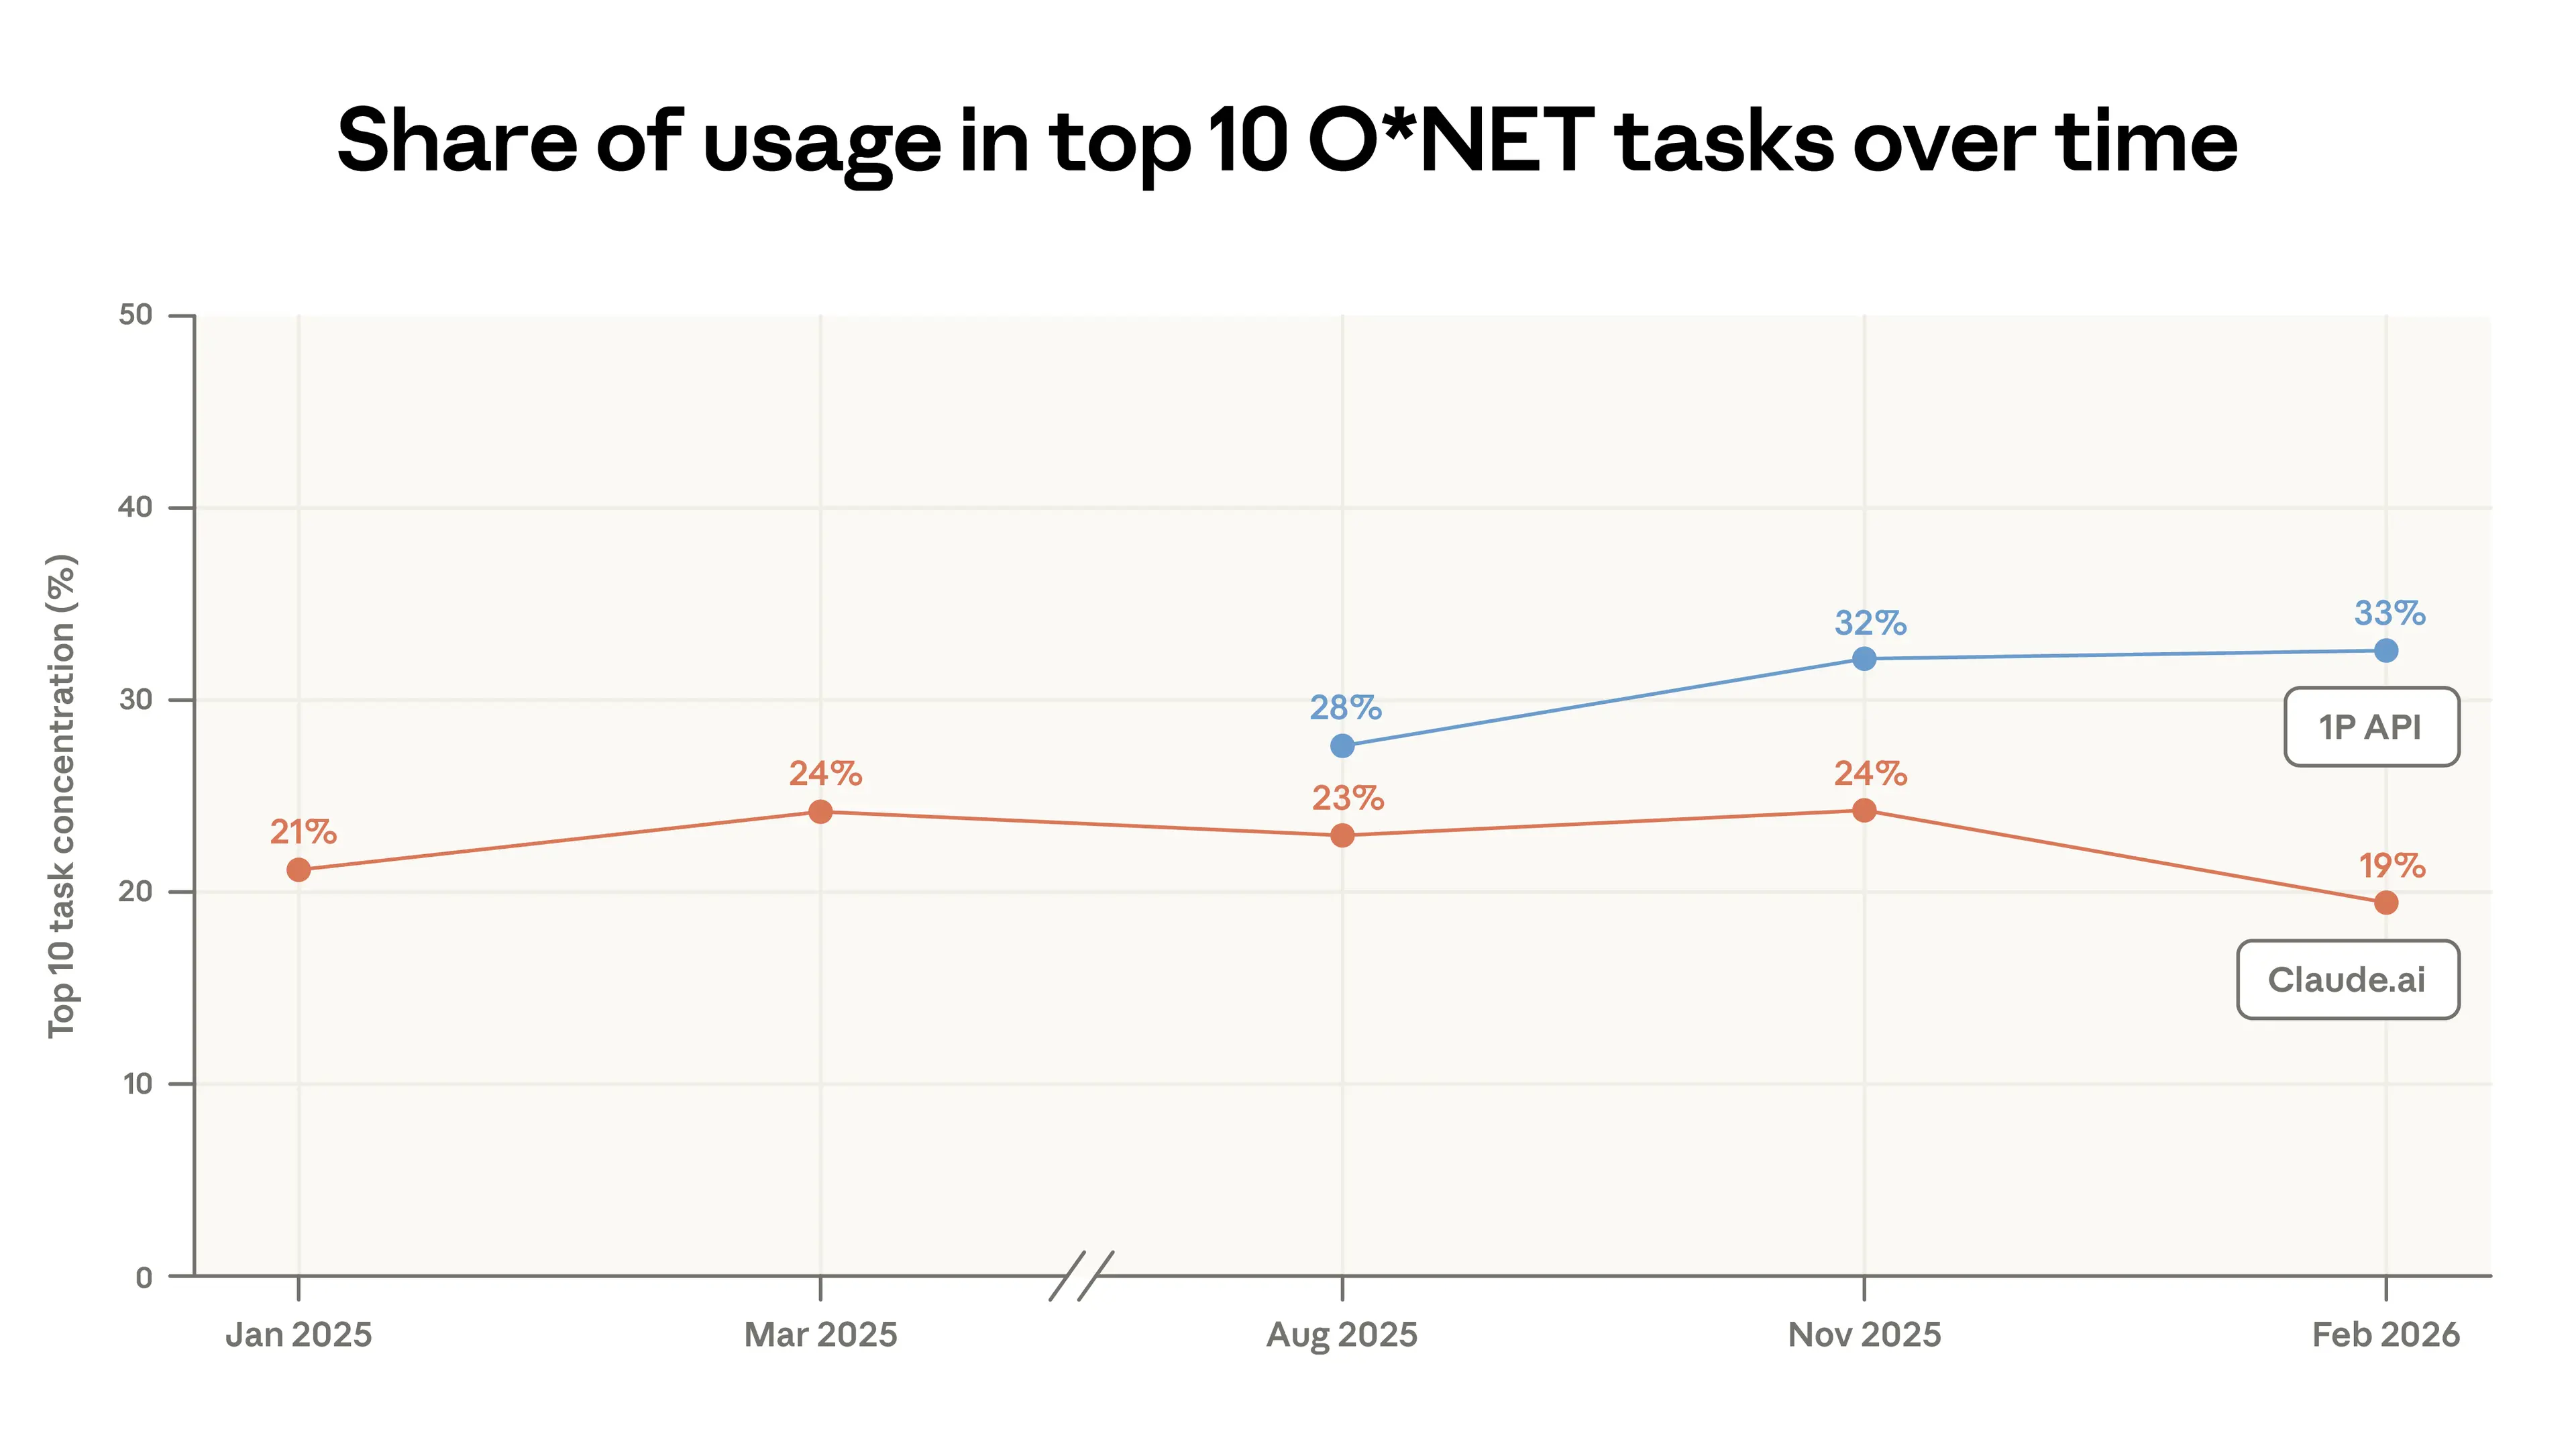 Share of usage in top 10 O*NET tasks over time
Top 10 task concentration (%)
50
40
30
20
10
0
21%
24%
28%
23%
32%
24%
33%
1P API
19%
Claude.ai
Jan 2025
Mar 2025
Aug 2025
Nov 2025
Feb 2026